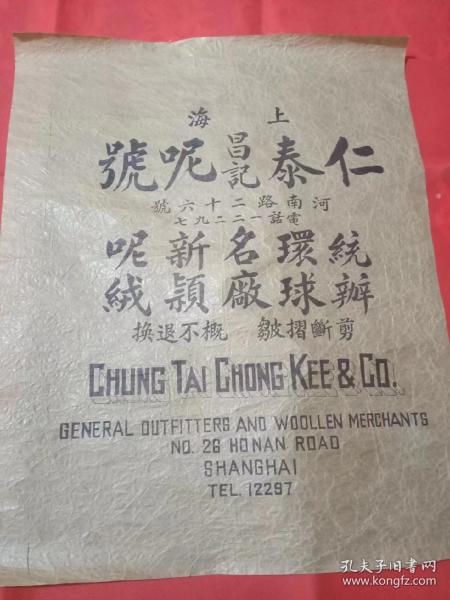 上海
仁泰昌記呢號
河南路二十六號
電話一二二九七
統環名新呢
辦球廠穎絨
剪斷摺皺 概不退換
CHUNG TAI CHONG KEE & CO.
GENERAL OUTFITTERS AND WOOLLEN MERCHANTS
NO. 26 HONAN ROAD
SHANGHAI
TEL. 12297
孔夫子旧书网
www.kongfz.com